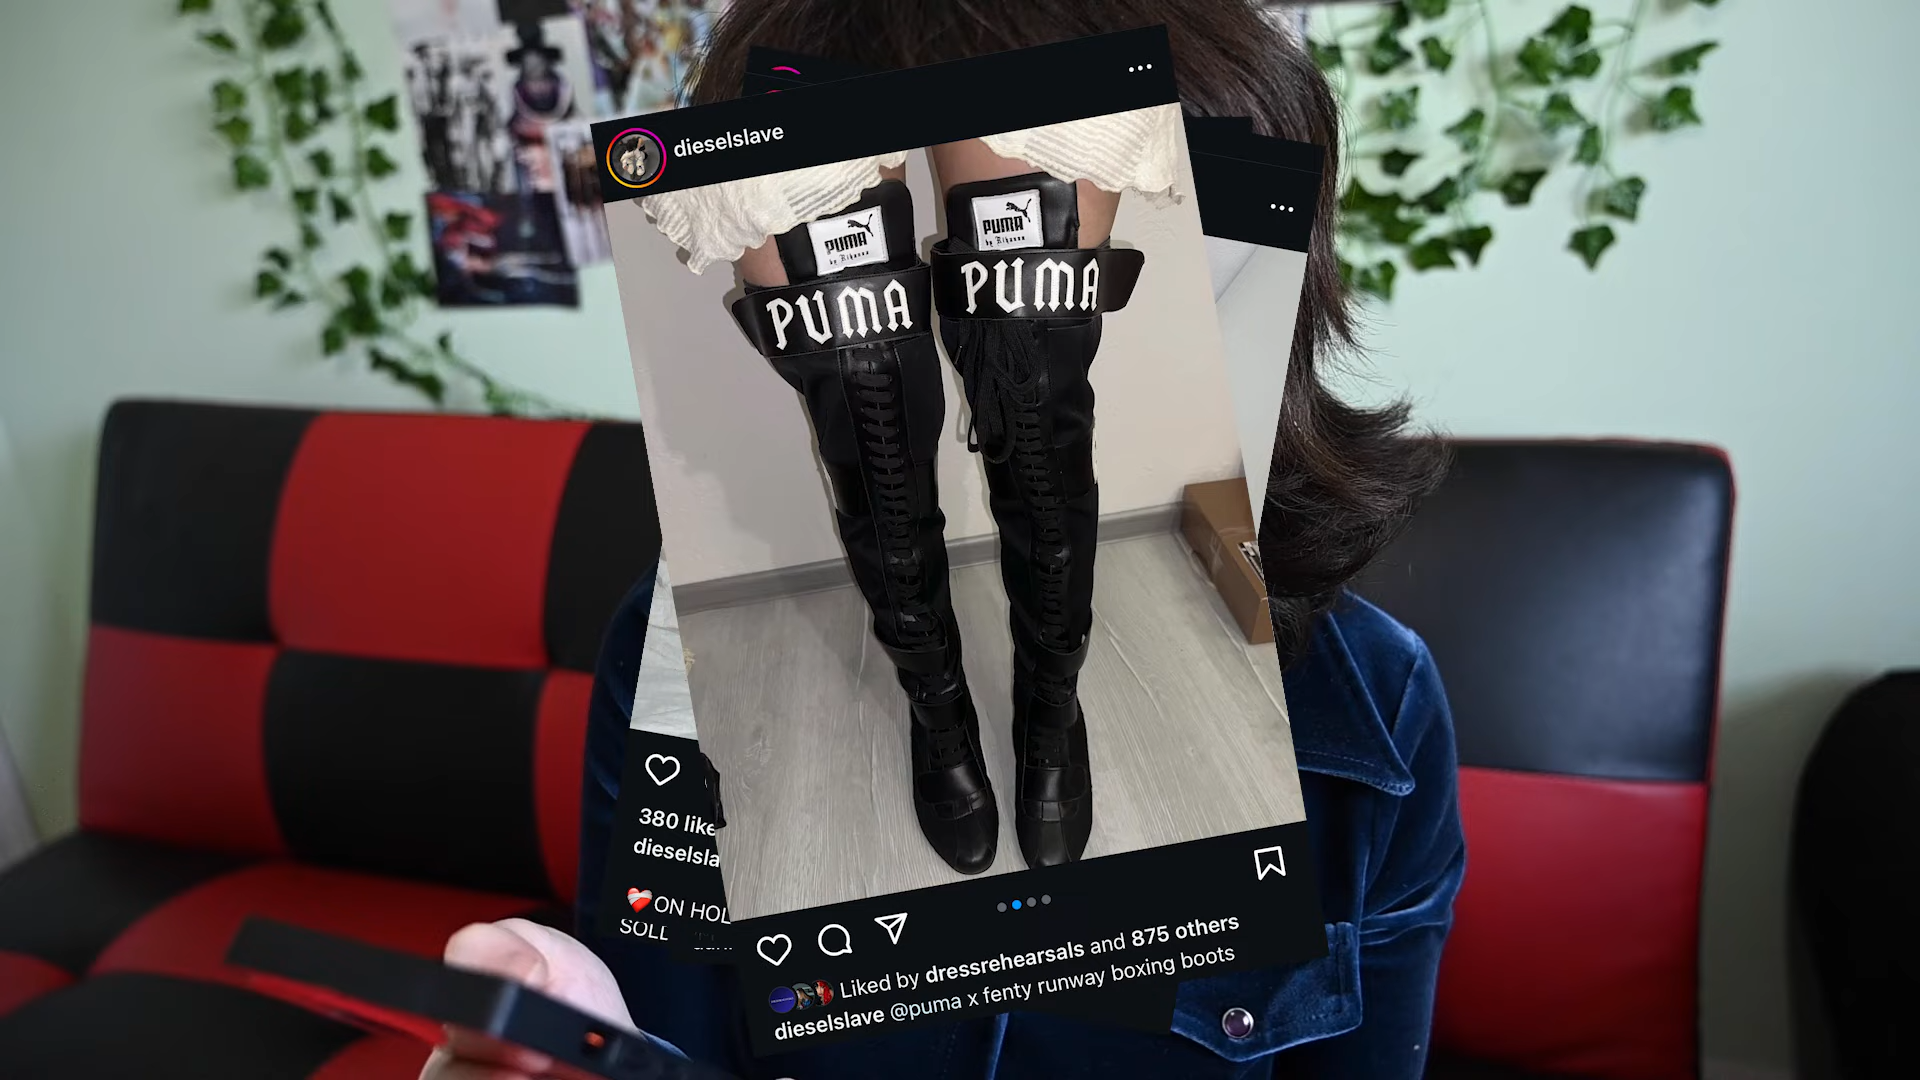 dieselslave
PUMA
by Rihanna
PUMA
by Rihanna
PUMA
PUMA
380 like
dieselsla
ON HOL
SOLD
Liked by dressrehearsals and 875 others
dieselslave @puma x fenty runway boxing boots